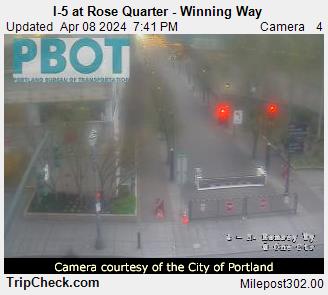 I-5 at Rose Quarter - Winning Way
Updated Apr 08 2024 7:41 PM Camera 4
PBOT
PORTLAND BUREAU OF TRANSPORTATION
Camera courtesy of the City of Portland
TripCheck.com Milepost302.00